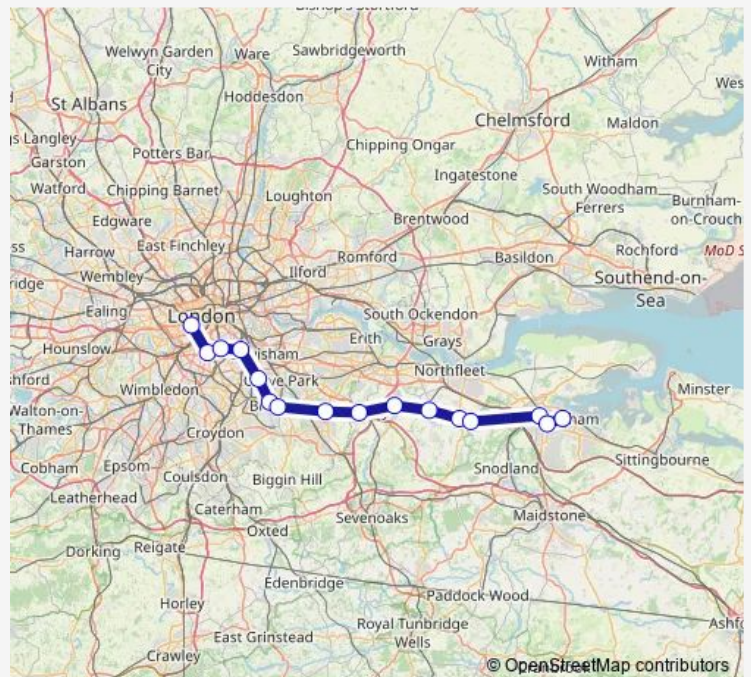 Welwyn Garden
City
Ware
Sawbridgeworth
Witham
St Albans
Hoddesdon
Chelmsford
Maldon
Wes
gs Langley
Potters Bar
Chipping Ongar
Garston
Ingatestone
Watford
Chipping Barnet
Loughton
South Woodham
Ferrers
Burnham-
on-Crouch
Edgware
Brentwood
Harrow
East Finchley
Romford
Basildon
Rochford
MoD S
Wembley
Ilford
Southend-on-
Sea
Ealing
London
South Ockendon
Hounslow
Erith
Grays
Northfleet
Wimbledon
Minster
Walton-on-
Thames
Croydon
Cobham
Epsom
Coulsdon
Biggin Hill
Snodland
Sittingbourne
Leatherhead
Caterham
Sevenoaks
Maidstone
Dorking
Reigate
Oxted
Edenbridge
Paddock Wood
Horley
Royal Tunbridge
Wells
Ashfo
East Grinstead
Crawley
© OpenStreetMap contributors